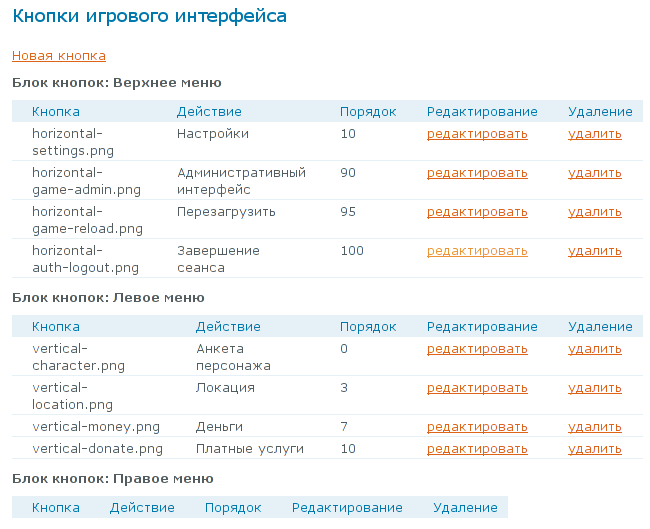 Кнопки игрового интерфейса
Новая кнопка
Блок кнопок: Верхнее меню
Кнопка Действие Порядок Редактирование Удаление
horizontal- Настройки 10 редактировать удалить
settings.png
horizontal- Административный 90 редактировать удалить
game-admin.png интерфейс
horizontal- Перезагрузить 95 редактировать удалить
game-reload.png
horizontal- Завершение 100 редактировать удалить
auth-logout.png сеанса
Блок кнопок: Левое меню
Кнопка Действие Порядок Редактирование Удаление
vertical- Анкета 0 редактировать удалить
character.png персонажа
vertical- Локация 3 редактировать удалить
location.png
vertical-money.png Деньги 7 редактировать удалить
vertical-donate.png Платные услуги 10 редактировать удалить
Блок кнопок: Правое меню
Кнопка Действие Порядок Редактирование Удаление